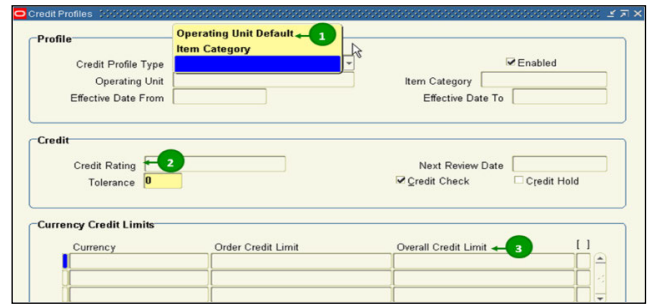 Credit Profiles
Operating Unit Default
1
Profile
Item Category
Credit Profile Type
Enabled
Operating Unit
Item Category
Effective Date From
Effective Date To
Credit
Credit Rating
2
Next Review Date
Tolerance
0
Credit Check
Credit Hold
Currency Credit Limits
Currency
Order Credit Limit
Overall Credit Limit
3
[ ]